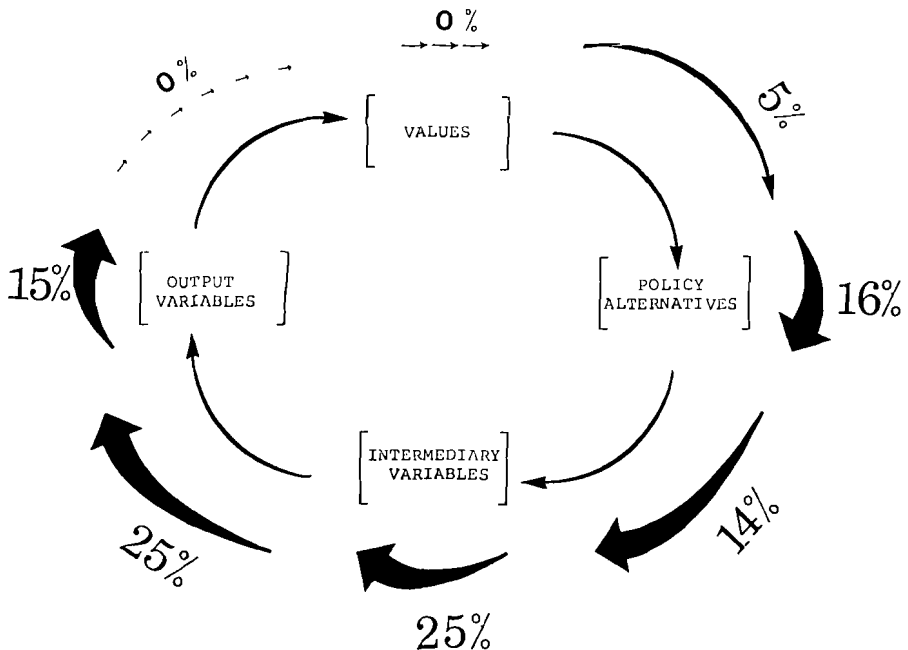 0 %
0%
5%
VALUES
15%
OUTPUT
VARIABLES
POLICY
ALTERNATIVES
16%
INTERMEDIARY
VARIABLES
14%
25%
25%